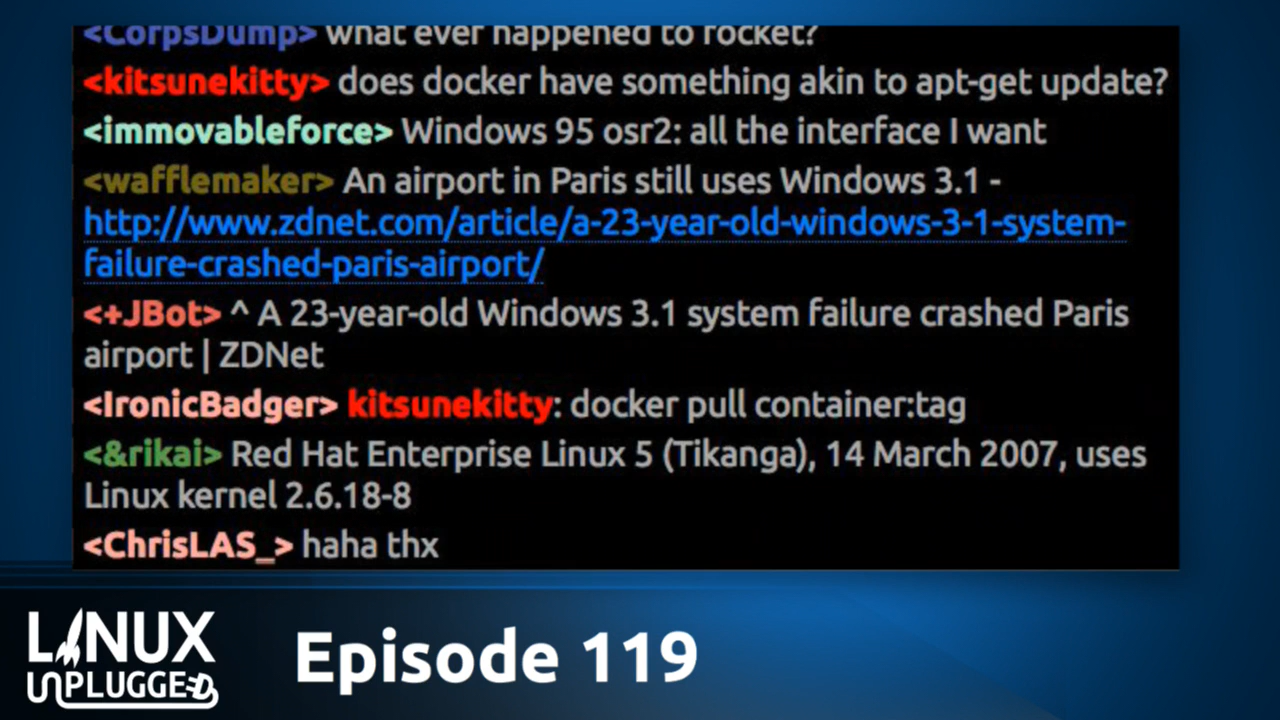 <CorpsDump> what ever happened to rocket?
<kitsunekitty> does docker have something akin to apt-get update?
<immovableforce> Windows 95 osr2: all the interface I want
<wafflemaker> An airport in Paris still uses Windows 3.1 -
http://www.zdnet.com/article/a-23-year-old-windows-3-1-system-
failure-crashed-paris-airport/
<+JBot> ^ A 23-year-old Windows 3.1 system failure crashed Paris
airport | ZDNet
<IronicBadger> kitsunekitty: docker pull container:tag
<&rikai> Red Hat Enterprise Linux 5 (Tikanga), 14 March 2007, uses
Linux kernel 2.6.18-8
<ChrisLAS_> haha thx
LINUX
UNPLUGGED
Episode 119